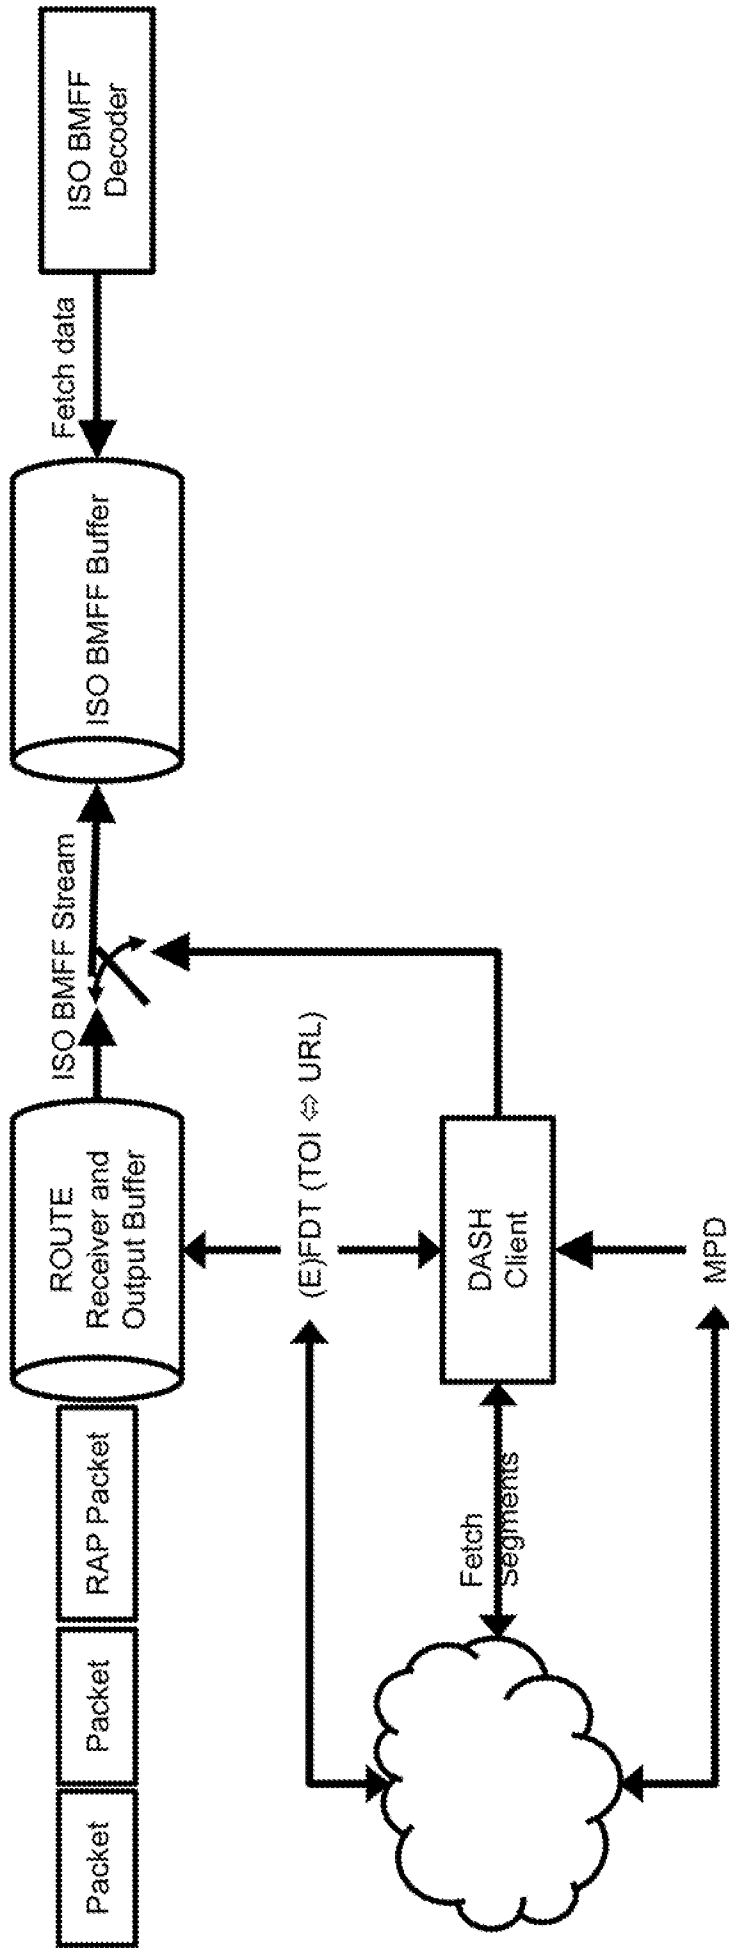 Packet
Packet
RAP Packet
ROUTE
Receiver and
Output Buffer
ISO BMFF Stream
ISO BMFF Buffer
Fetch data
ISO BMFF
Decoder
(E)FDT (TOI ⇔ URL)
Fetch
Segments
DASH
Client
MPD